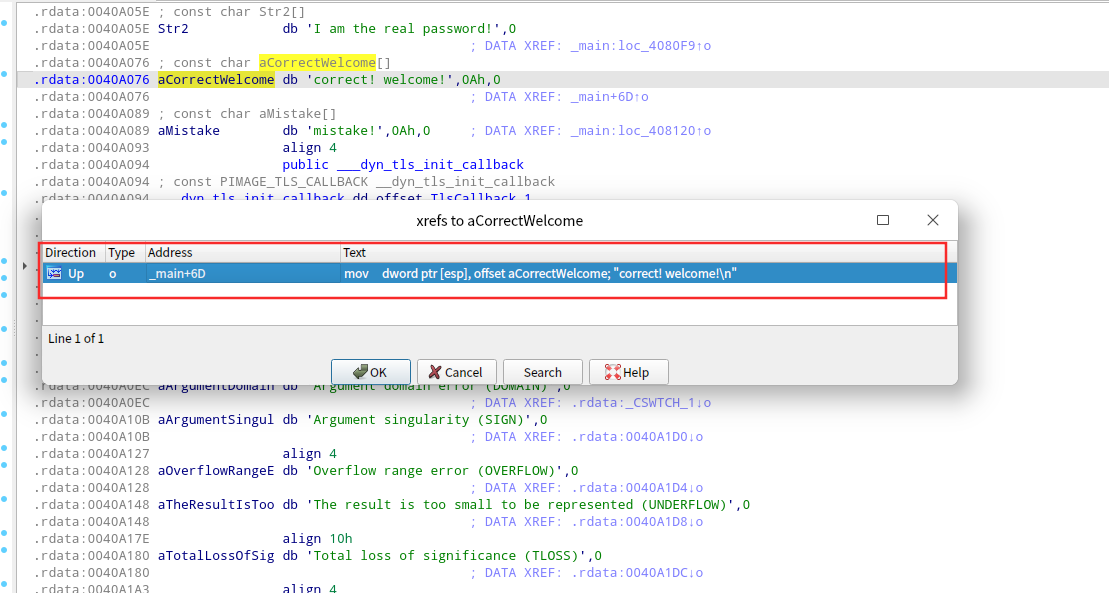 .rdata:0040A05E ; const char Str2[]
.rdata:0040A05E Str2 db 'I am the real password!',0
.rdata:0040A05E ; DATA XREF: _main:loc_4080F9↑o
.rdata:0040A076 ; const char aCorrectWelcome[]
.rdata:0040A076 aCorrectWelcome db 'correct! welcome!',0Ah,0
.rdata:0040A076 ; DATA XREF: _main+6D↑o
.rdata:0040A089 ; const char aMistake[]
.rdata:0040A089 aMistake db 'mistake!',0Ah,0 ; DATA XREF: _main:loc_408120↑o
.rdata:0040A093 align 4
.rdata:0040A094 public ___dyn_tls_init_callback
.rdata:0040A094 ; const PIMAGE_TLS_CALLBACK __dyn_tls_init_callback
.rdata:0040A094 ___dyn_tls_init_callback dd offset TlsCallback_1
xrefs to aCorrectWelcome
Direction Type Address Text
Up o _main+6D mov dword ptr [esp], offset aCorrectWelcome; "correct! welcome!\n"
Line 1 of 1
OK Cancel Search Help
.rdata:0040A0EC aArgumentDomain db 'Argument domain error (DOMAIN)',0
.rdata:0040A0EC ; DATA XREF: .rdata:_CSWTCH_1↓o
.rdata:0040A10B aArgumentSingul db 'Argument singularity (SIGN)',0
.rdata:0040A10B ; DATA XREF: .rdata:0040A1D0↓o
.rdata:0040A127 align 4
.rdata:0040A128 aOverflowRangeE db 'Overflow range error (OVERFLOW)',0
.rdata:0040A128 ; DATA XREF: .rdata:0040A1D4↓o
.rdata:0040A148 aTheResultIsToo db 'The result is too small to be represented (UNDERFLOW)',0
.rdata:0040A148 ; DATA XREF: .rdata:0040A1D8↓o
.rdata:0040A17E align 10h
.rdata:0040A180 aTotalLossOfSig db 'Total loss of significance (TLOSS)',0
.rdata:0040A180 ; DATA XREF: .rdata:0040A1DC↓o
.rdata:0040A1A3 align 4